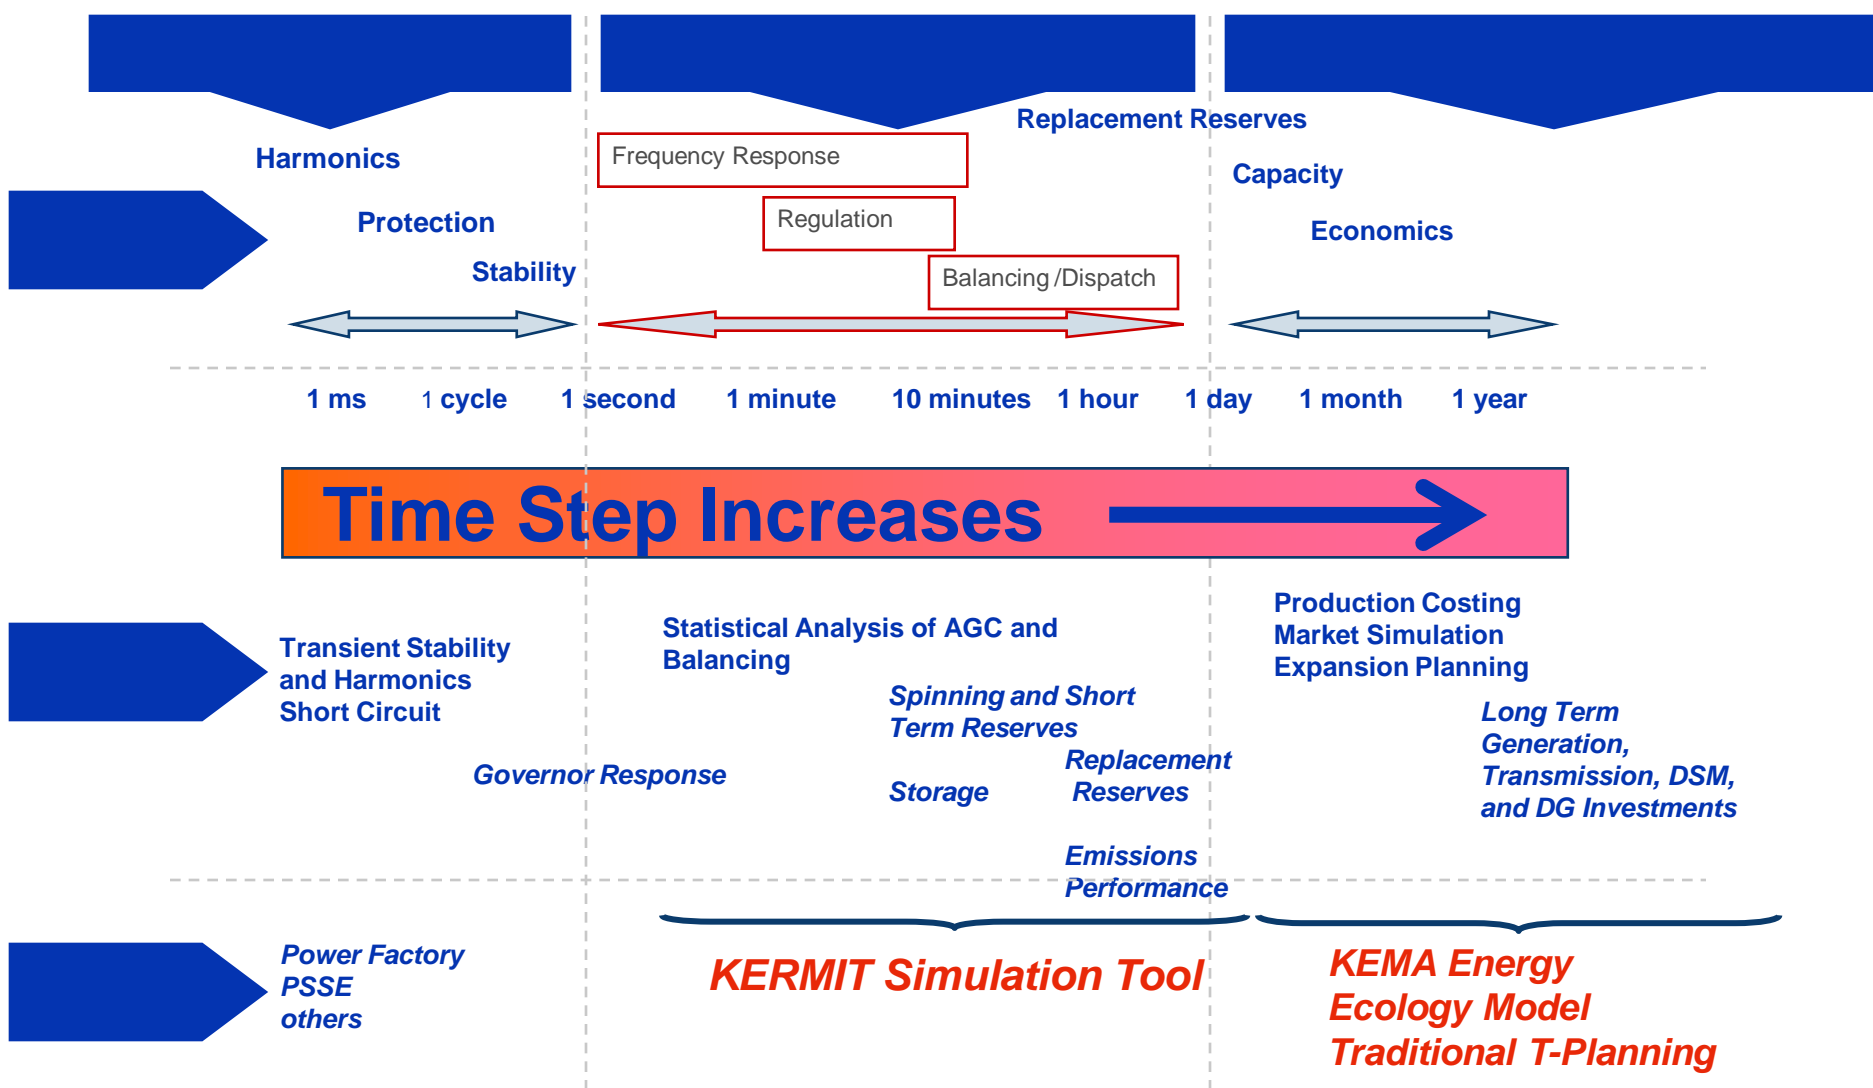 Replacement Reserves
Harmonics
Frequency Response
Capacity
Protection
Regulation
Economics
Stability
Balancing /Dispatch
1 ms 1 cycle 1 second 1 minute 10 minutes 1 hour 1 day 1 month 1 year
Time Step Increases
Transient Stability
and Harmonics
Short Circuit
Governor Response
Statistical Analysis of AGC and
Balancing
Spinning and Short
Term Reserves
Storage
Replacement
Reserves
Emissions
Performance
Production Costing
Market Simulation
Expansion Planning
Long Term
Generation,
Transmission, DSM,
and DG Investments
Power Factory
PSSE
others
KERMIT Simulation Tool
KEMA Energy
Ecology Model
Traditional T-Planning